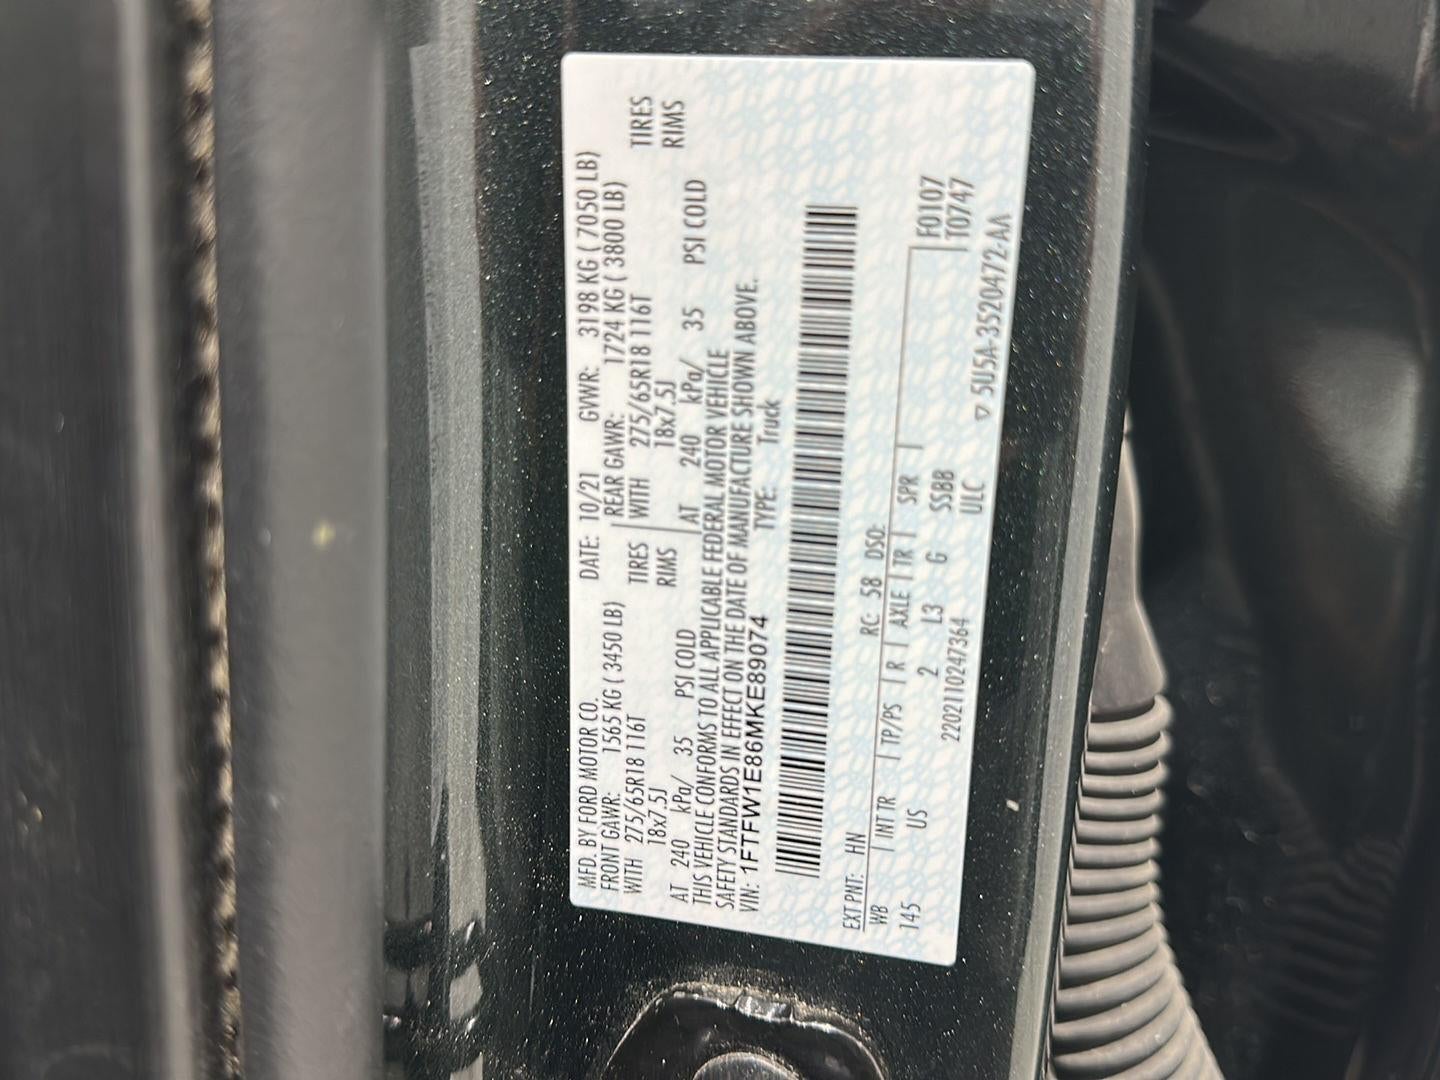 MFD. BY FORD MOTOR CO. DATE: 10/21 GVWR: 3198 KG ( 7050 LB)
FRONT GAWR: 1565 KG ( 3450 LB) REAR GAWR: 1724 KG ( 3800 LB)
WITH 275/65R18 116T TIRES WITH 275/65R18 116T TIRES
18x7.5J RIMS 18x7.5J RIMS
AT 240 kPa/ 35 PSI COLD AT 240 kPa/ 35 PSI COLD
THIS VEHICLE CONFORMS TO ALL APPLICABLE FEDERAL MOTOR VEHICLE
SAFETY STANDARDS IN EFFECT ON THE DATE OF MANUFACTURE SHOWN ABOVE.
VIN: 1FTFW1E86MKE89074 TYPE: Truck
EXT PNT: HN RC: 58 DSO:
WB INT TR TP/PS R AXLE TR SPR F0107
145 US 2 L3 G SSBB T0747
2202110247364 ULC
▽ 5U5A-3520472-AA